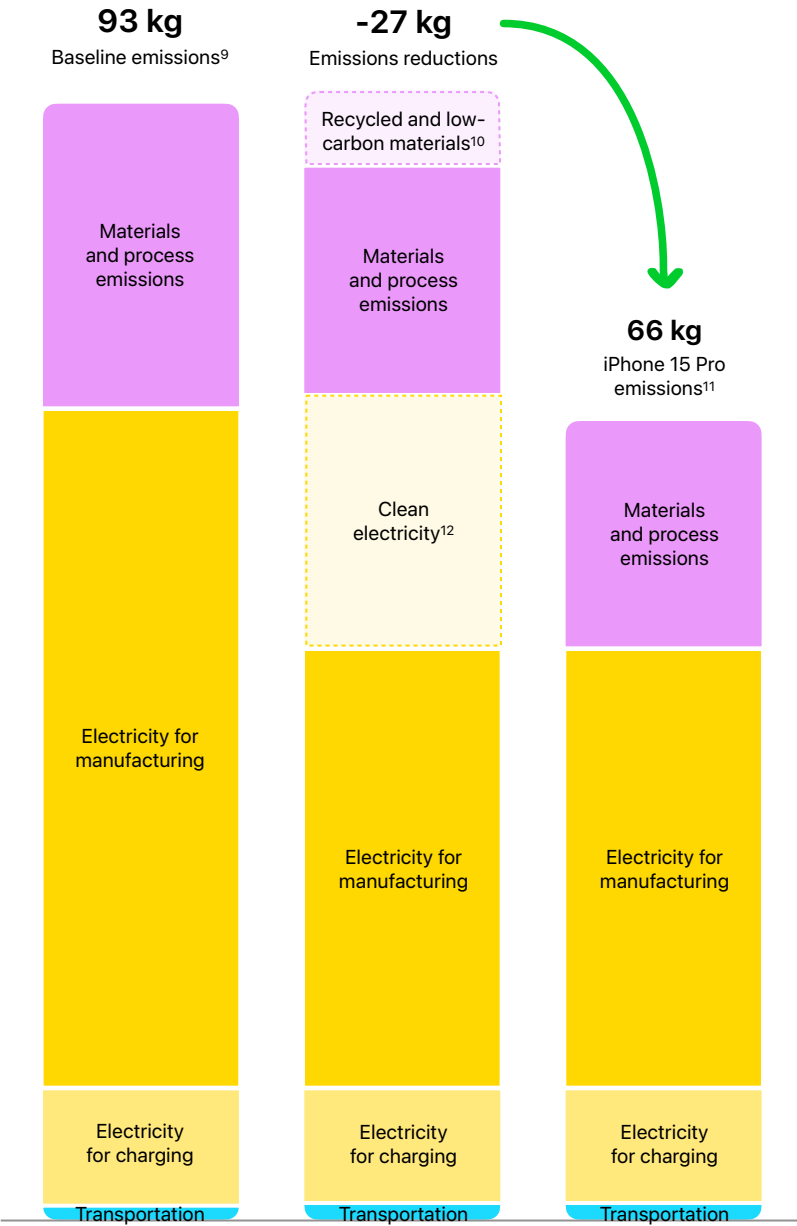 93 kg
Baseline emissions⁹
Materials
and process
emissions
Electricity for
manufacturing
Electricity
for charging
Transportation
-27 kg
Emissions reductions
Recycled and low-
carbon materials¹⁰
Materials
and process
emissions
Clean
electricity¹²
Electricity for
manufacturing
Electricity
for charging
Transportation
66 kg
iPhone 15 Pro
emissions¹¹
Materials
and process
emissions
Electricity for
manufacturing
Electricity
for charging
Transportation